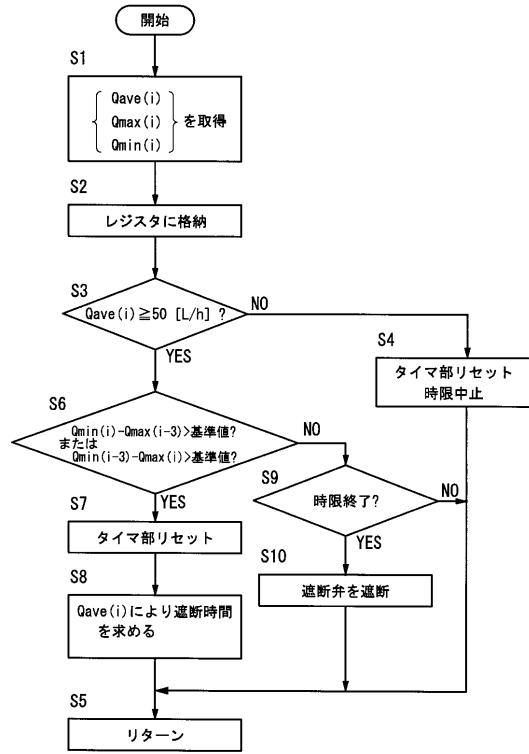 開始
S1
Qave(i)
Qmax(i) を取得
Qmin(i)
S2
レジスタに格納
S3
Qave(i)≧50 [L/h] ?
NO
YES
S4
タイマ部リセット
時限中止
S6
Qmin(i)-Qmax(i-3)>基準値?
または
Qmin(i-3)-Qmax(i)>基準値?
NO
YES
S9
時限終了?
NO
YES
S7
タイマ部リセット
S10
遮断弁を遮断
S8
Qave(i)により遮断時間
を求める
S5
リターン